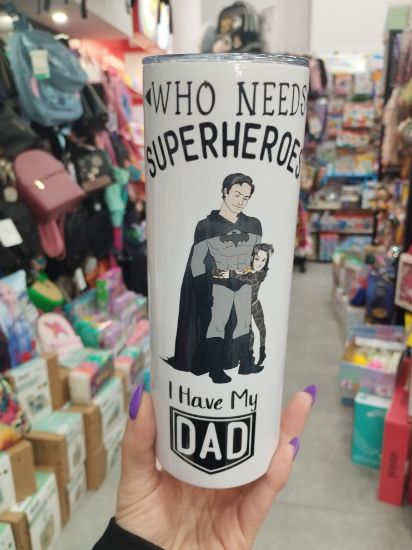 WHO NEEDS
SUPERHEROES
I Have My
DAD